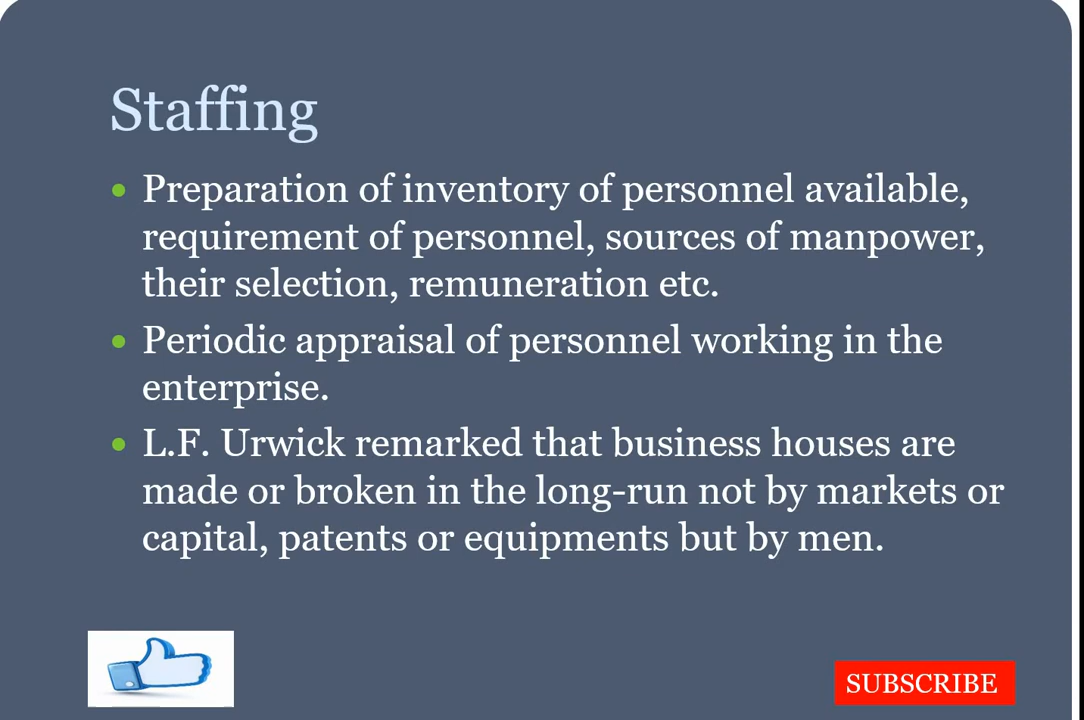 Staffing
Preparation of inventory of personnel available,
requirement of personnel, sources of manpower,
their selection, remuneration etc.
Periodic appraisal of personnel working in the
enterprise.
L.F. Urwick remarked that business houses are
made or broken in the long-run not by markets or
capital, patents or equipments but by men.
SUBSCRIBE